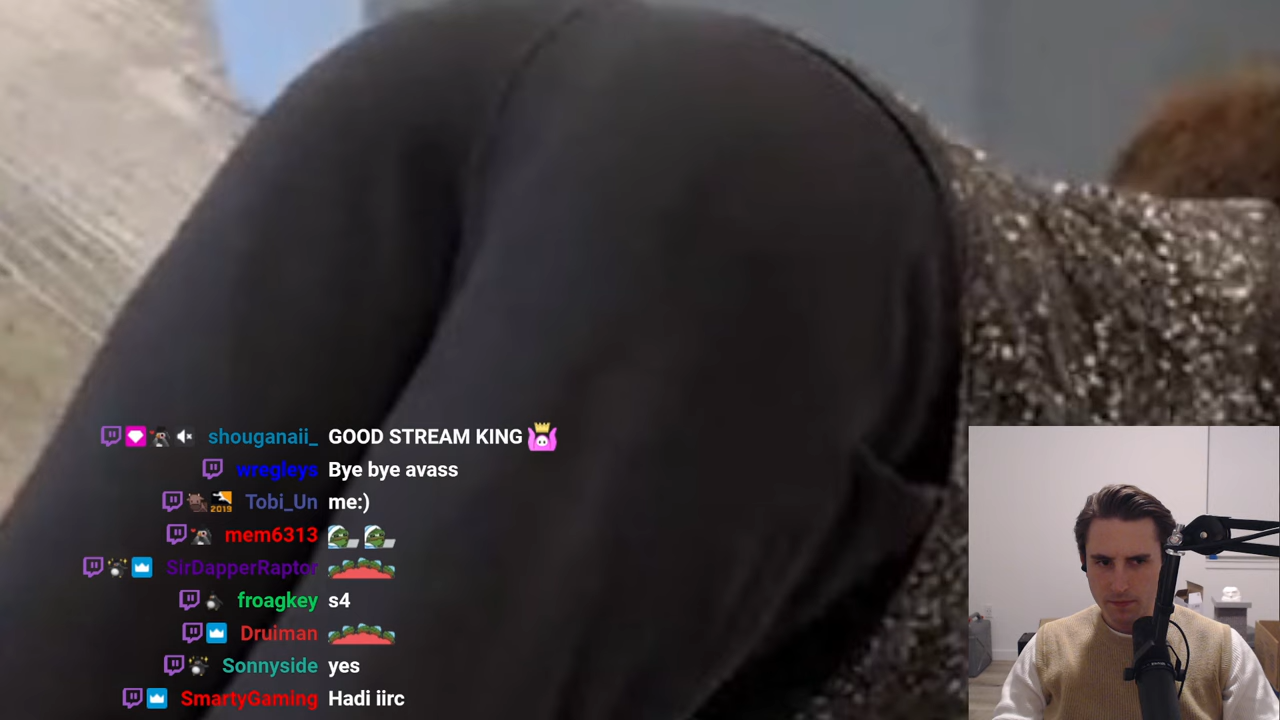 shouganaii_ GOOD STREAM KING
wregleys Bye bye avass
2019 Tobi_Un me:)
mem6313
SirDapperRaptor
froagkey s4
Druiman
Sonnyside yes
SmartyGaming Hadi iirc